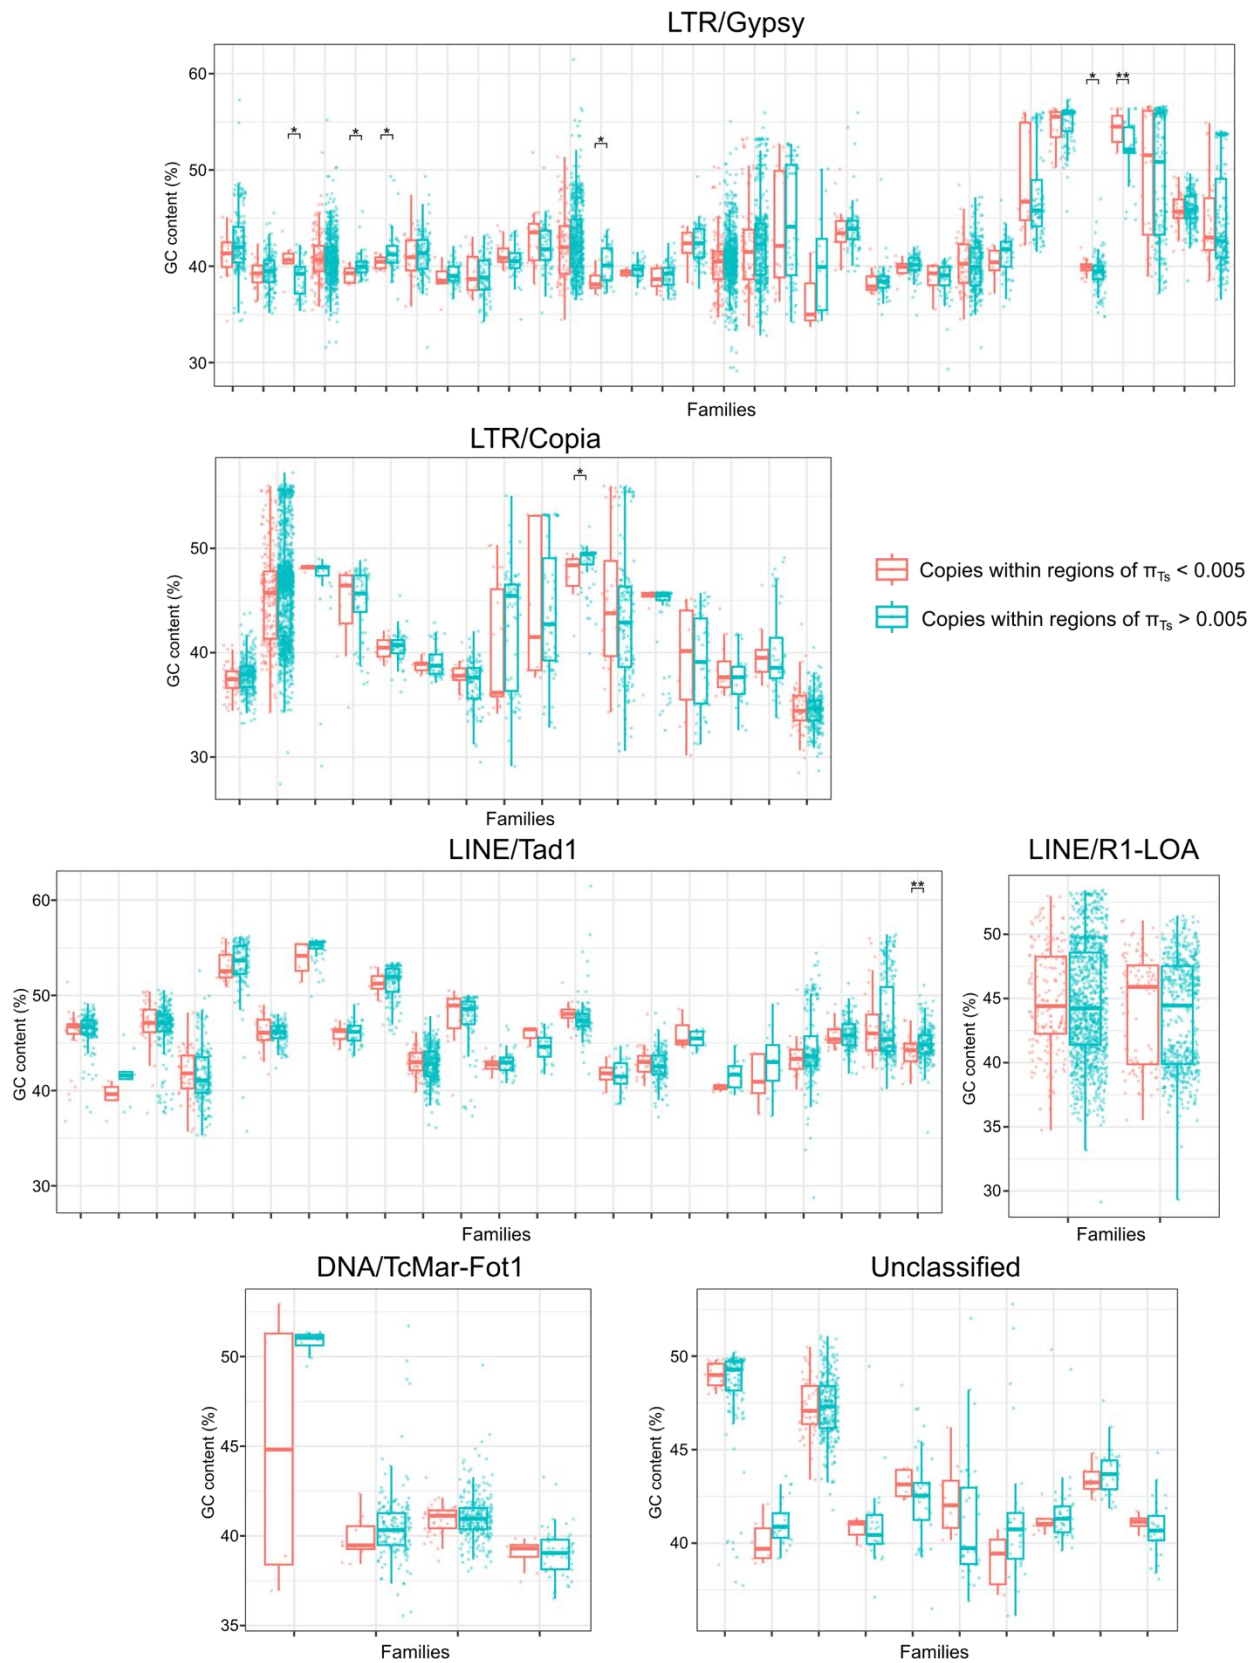 LTR/Gypsy
GC content (%)
60
50
40
30
* * * * * **
Families
LTR/Copia
GC content (%)
50
40
30
*
Families
Copies within regions of πTs < 0.005
Copies within regions of πTs > 0.005
LINE/Tad1
GC content (%)
60
50
40
30
**
Families
LINE/R1-LOA
GC content (%)
50
45
40
35
30
Families
DNA/TcMar-Fot1
GC content (%)
50
45
40
35
Families
Unclassified
GC content (%)
50
45
40
Families